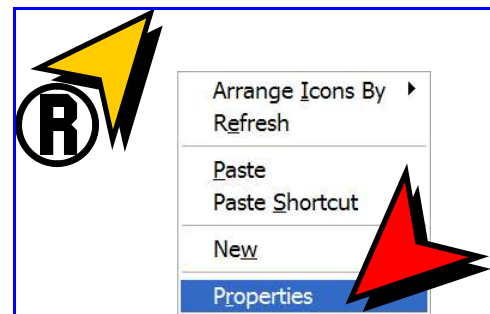 ®
Arrange Icons By
Refresh
Paste
Paste Shortcut
New
Properties